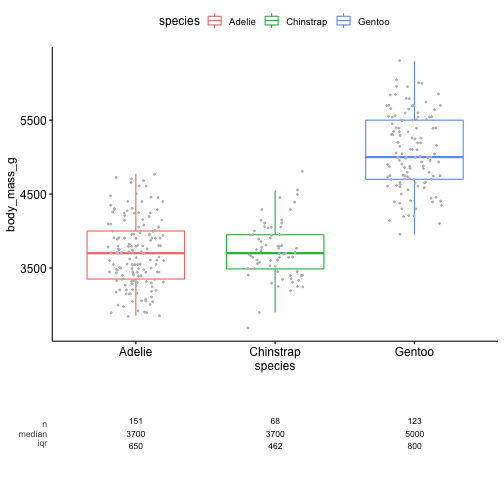 species Adelie Chinstrap Gentoo
body_mass_g
5500
4500
3500
Adelie Chinstrap Gentoo
species
n 151 68 123
median 3700 3700 5000
iqr 650 462 800